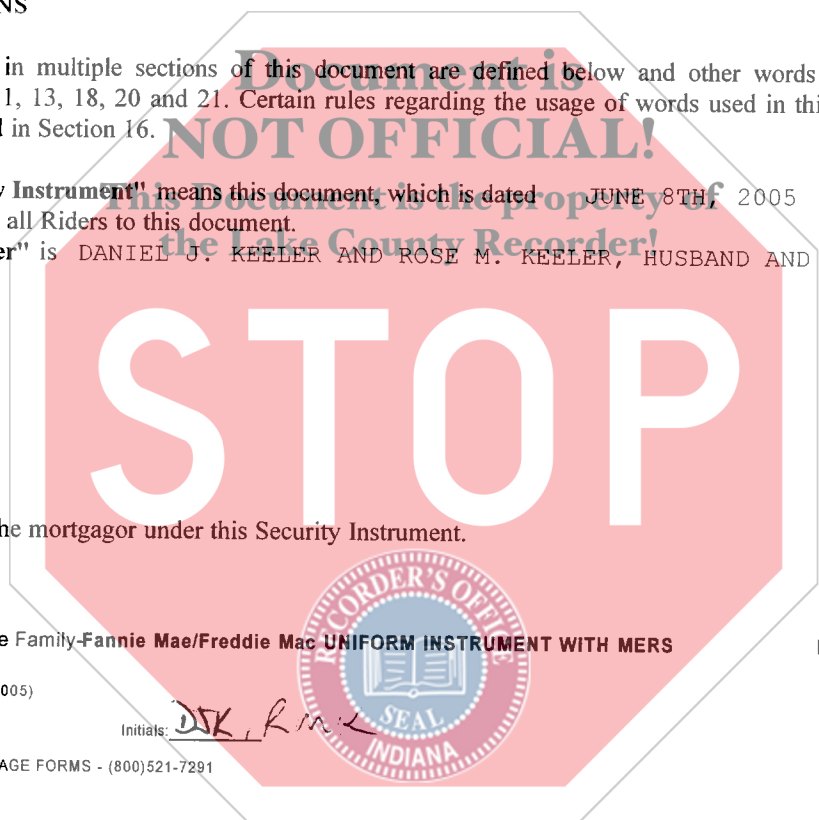 NS
Document is
in multiple sections of this document are defined below and other words
1, 13, 18, 20 and 21. Certain rules regarding the usage of words used in thi
NOT OFFICIAL!
in Section 16.
Instrument" means this document, which is dated JUNE 8TH, 2005
This Document is the property of
all Riders to this document.
the Lake County Recorder!
er" is DANIEL J. KEELER AND ROSE M. KEELER, HUSBAND AND
STOP
he mortgagor under this Security Instrument.
RECORDER'S OFFICE
e Family-Fannie Mae/Freddie Mac UNIFORM INSTRUMENT WITH MERS
005)
Initials: DJK, RMK
SEAL
INDIANA
AGE FORMS - (800)521-7291